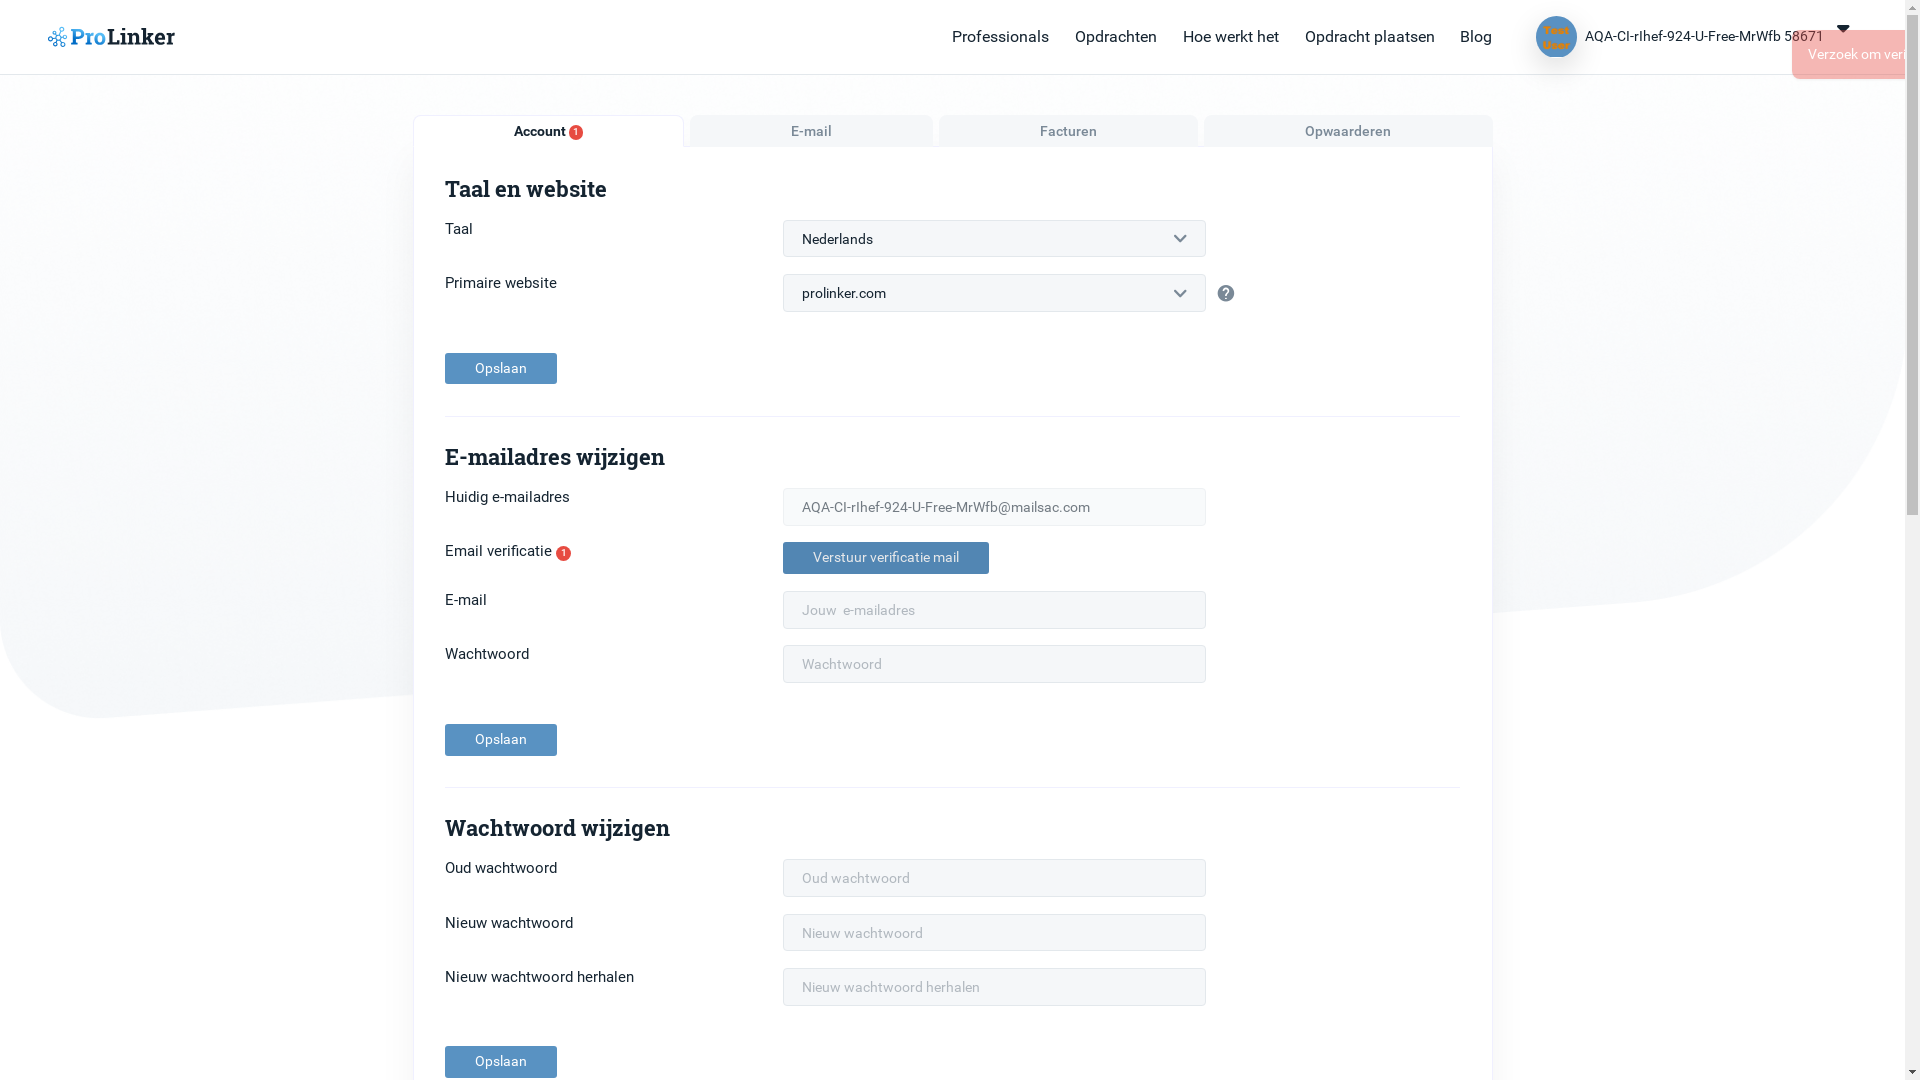 ProLinker
Professionals
Opdrachten
Hoe werkt het
Opdracht plaatsen
Blog
Test
User
AQA-CI-rIhef-924-U-Free-MrWfb 58671
Verzoek om
Account 1
E-mail
Facturen
Opwaarderen
Taal en website
Taal
Nederlands
Primaire website
prolinker.com
?
Opslaan
E-mailadres wijzigen
Huidig e-mailadres
AQA-CI-rIhef-924-U-Free-MrWfb@mailsac.com
Email verificatie 1
Verstuur verificatie mail
E-mail
Jouw e-mailadres
Wachtwoord
Wachtwoord
Opslaan
Wachtwoord wijzigen
Oud wachtwoord
Oud wachtwoord
Nieuw wachtwoord
Nieuw wachtwoord
Nieuw wachtwoord herhalen
Nieuw wachtwoord herhalen
Opslaan